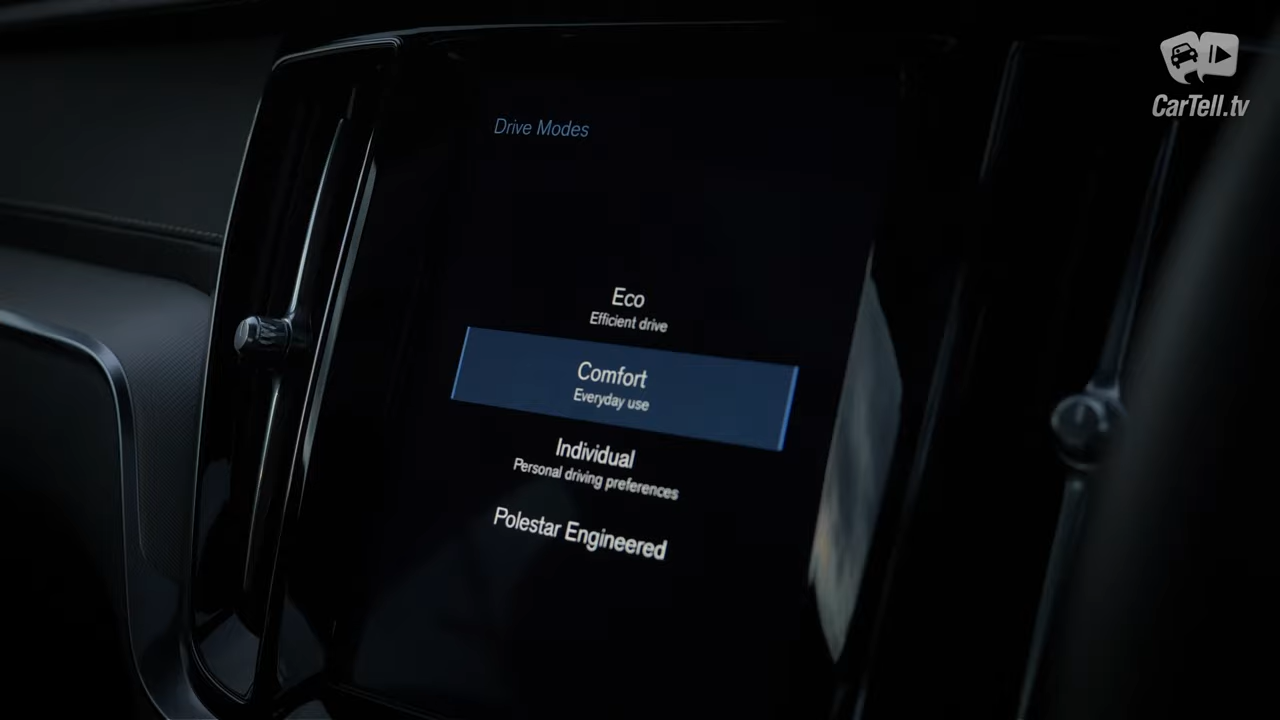 CarTell.tv
Drive Modes
Eco
Efficient drive
Comfort
Everyday use
Individual
Personal driving preferences
Polestar Engineered